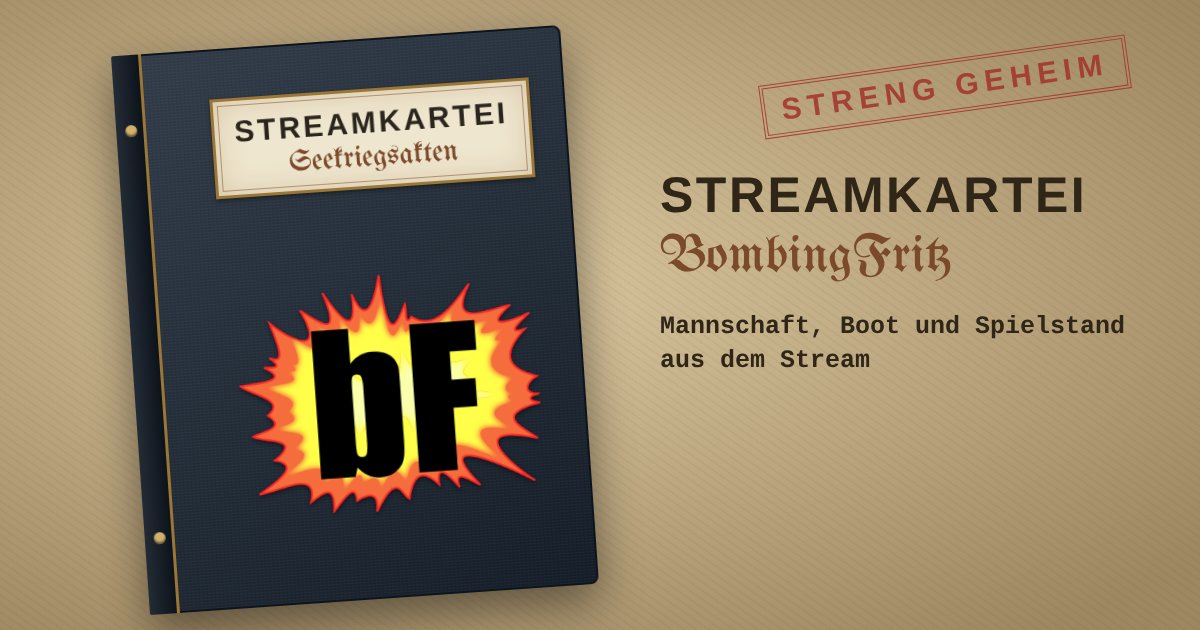 STREAMKARTEI
Seekriegsakten
bF
STRENG GEHEIM
STREAMKARTEI
BombingFritz
Mannschaft, Boot und Spielstand
aus dem Stream